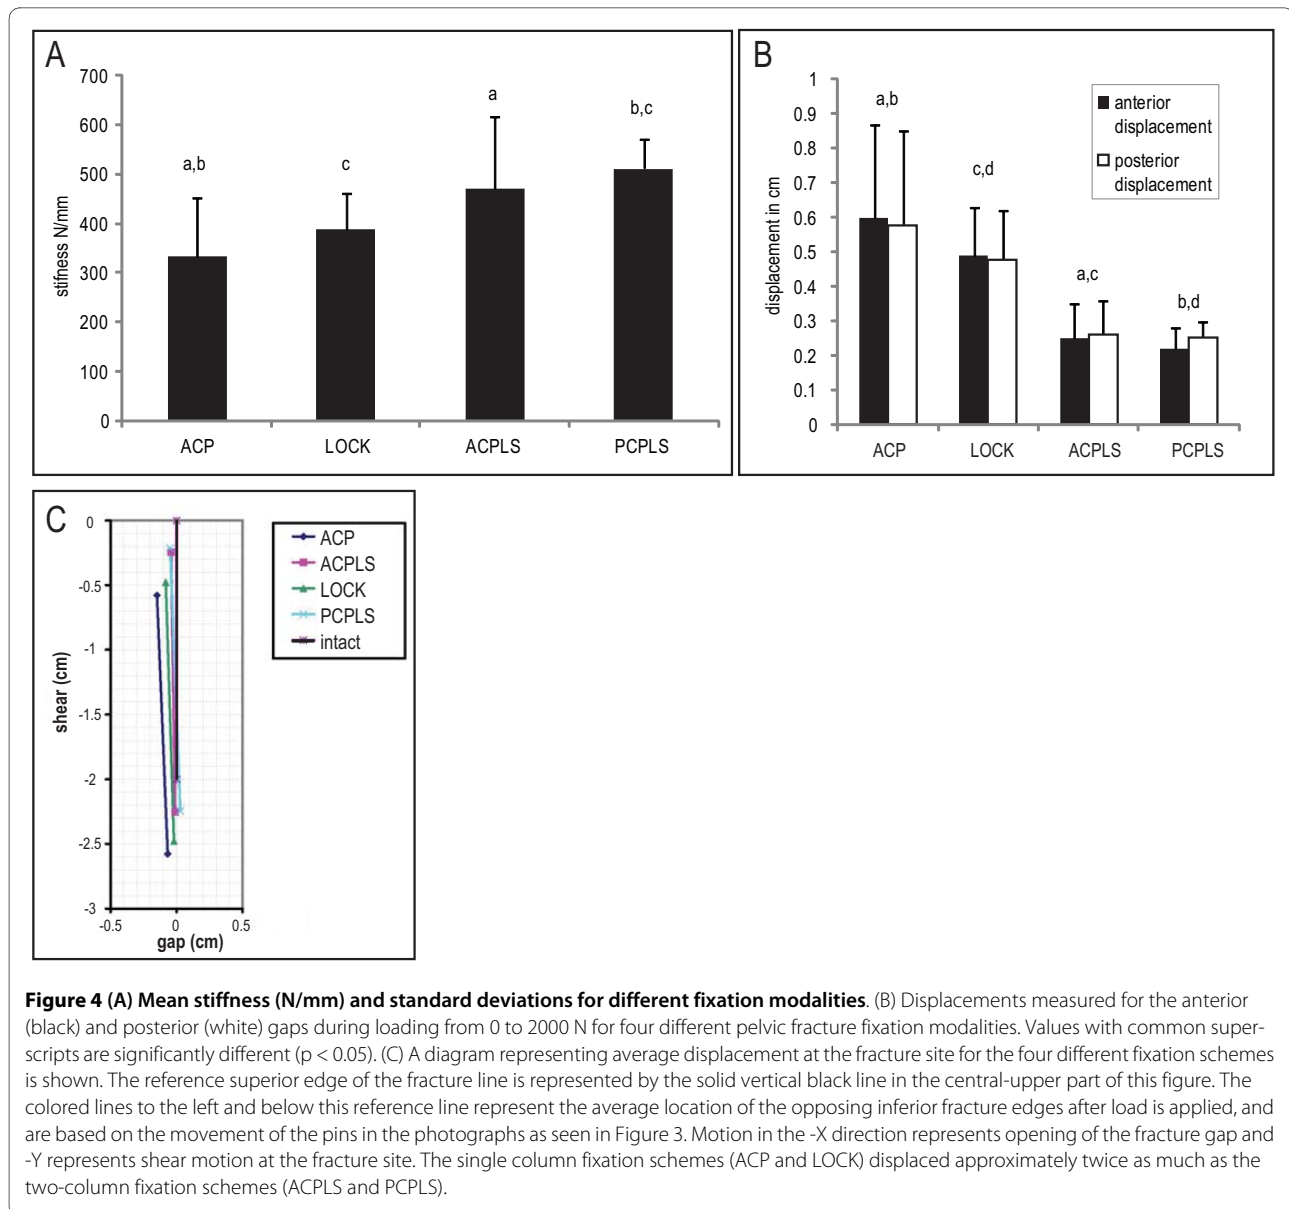 A
700
600
500
400
300
200
100
0
stifness N/mm
a,b
c
a
b,c
ACP
LOCK
ACPLS
PCPLS
B
1
0.9
0.8
0.7
0.6
0.5
0.4
0.3
0.2
0.1
0
displacement in cm
a,b
c,d
a,c
b,d
anterior
displacement
posterior
displacement
ACP
LOCK
ACPLS
PCPLS
C
0
-0.5
-1
-1.5
-2
-2.5
-3
shear (cm)
-0.5
0
0.5
gap (cm)
ACP
ACPLS
LOCK
PCPLS
intact
Figure 4 (A) Mean stiffness (N/mm) and standard deviations for different fixation modalities. (B) Displacements measured for the anterior
(black) and posterior (white) gaps during loading from 0 to 2000 N for four different pelvic fracture fixation modalities. Values with common super-
scripts are significantly different (p < 0.05). (C) A diagram representing average displacement at the fracture site for the four different fixation schemes
is shown. The reference superior edge of the fracture line is represented by the solid vertical black line in the central-upper part of this figure. The
colored lines to the left and below this reference line represent the average location of the opposing inferior fracture edges after load is applied, and
are based on the movement of the pins in the photographs as seen in Figure 3. Motion in the -X direction represents opening of the fracture gap and
-Y represents shear motion at the fracture site. The single column fixation schemes (ACP and LOCK) displaced approximately twice as much as the
two-column fixation schemes (ACPLS and PCPLS).